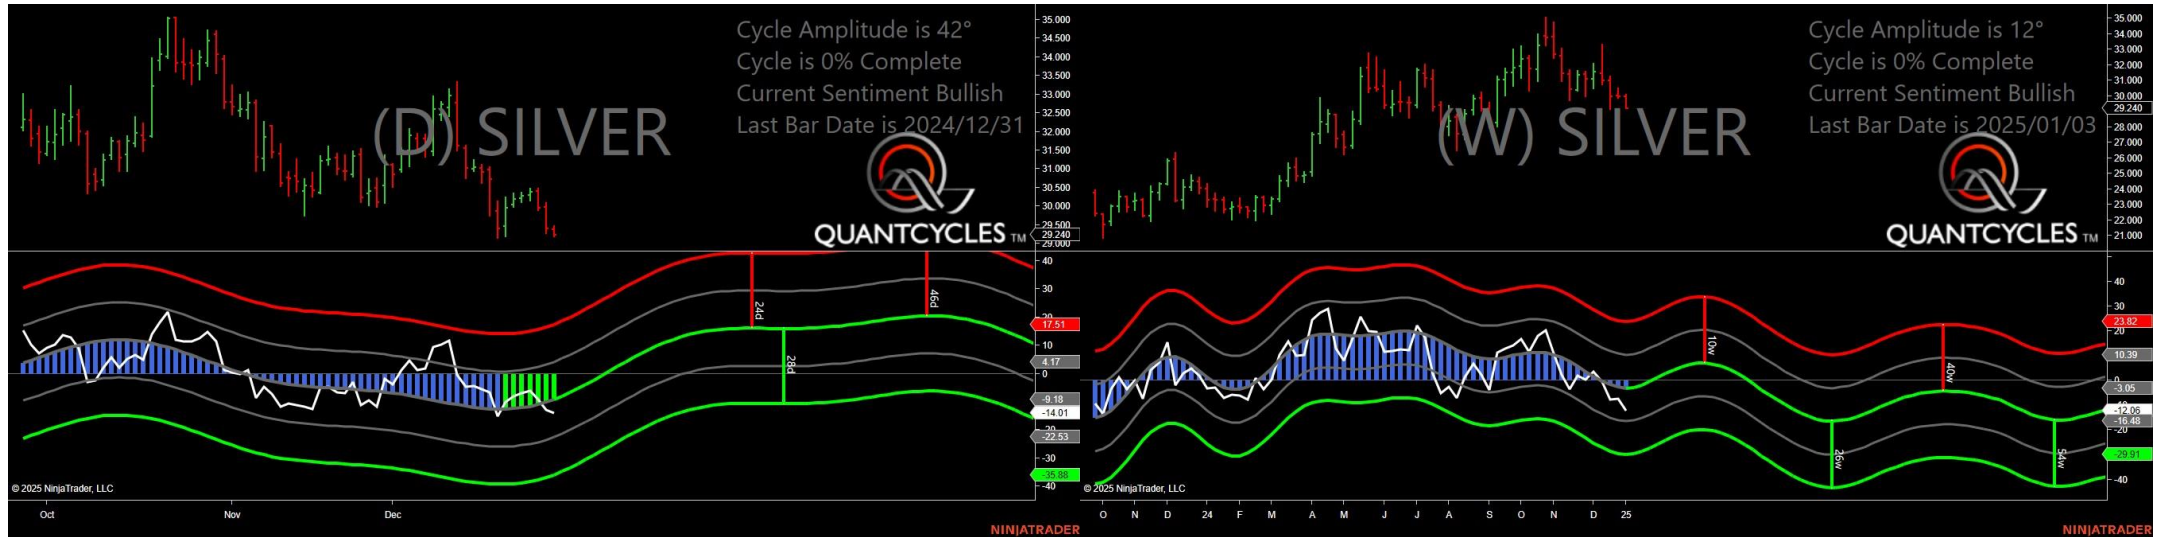 Cycle Amplitude is 42°
Cycle is 0% Complete
Current Sentiment Bullish
Last Bar Date is 2024/12/31
(D) SILVER
QUANTCYCLES TM
35.000
34.500
34.000
33.500
33.000
32.500
32.000
31.500
31.000
30.500
30.000
29.500
29.240
29.000
40
30
20
17.51
10
4.17
0
-9.18
-14.01
-20
-22.53
-30
-35.88
-40
24d
46d
28d
© 2025 NinjaTrader, LLC
Oct Nov Dec
NINJATRADER
Cycle Amplitude is 12°
Cycle is 0% Complete
Current Sentiment Bullish
Last Bar Date is 2025/01/03
(W) SILVER
QUANTCYCLES TM
35.000
34.000
33.000
32.000
31.000
30.000
29.240
28.000
27.000
26.000
25.000
24.000
23.000
22.000
21.000
40
30
23.82
20
10.39
0
-3.05
-10
-12.06
-16.48
-20
-29.91
-40
10w
40w
26w
54w
© 2025 NinjaTrader, LLC
O N D 24 F M A M J J A S O N D 25
NINJATRADER